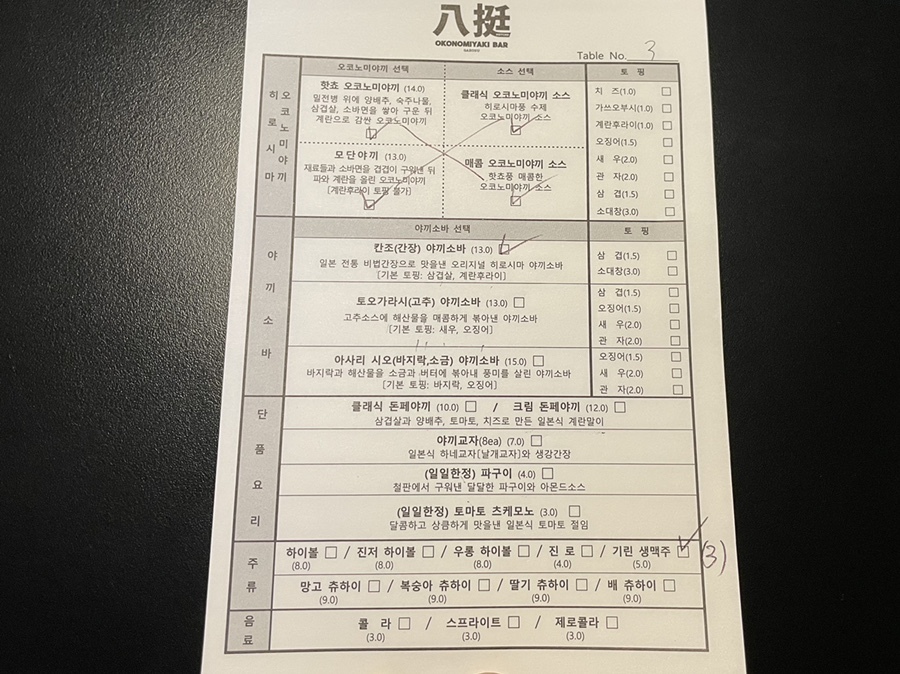 八挺
OKONOMIYAKI BAR
Table No. 3
오코노미야끼 선택
소스 선택
토 핑
히로시마
오코노미야끼
핫쵸 오코노미야끼 (14.0)
밀전병 위에 양배추, 숙주나물,
삼겹살, 소바면을 쌓아 구운 뒤
계란으로 감싼 오코노미야끼
클래식 오코노미야끼 소스
히로시마풍 수제
오코노미야끼 소스
모단야끼 (13.0)
재료들과 소바면을 겹겹이 구워낸 뒤
파와 계란을 올린 오코노미야끼
[계란후라이 토핑 불가]
매콤 오코노미야끼 소스
핫쵸풍 매콤한
오코노미야끼 소스
치 즈(1.0)
가쓰오부시(1.0)
계란후라이(1.0)
오징어(1.5)
새 우(2.0)
관 자(2.0)
삼 겹(1.5)
소대창(3.0)
야끼소바 선택
토 핑
야끼소바
칸조(간장) 야끼소바 (13.0)
일본 전통 비법간장으로 맛을낸 오리지널 히로시마 야끼소바
[기본 토핑: 삼겹살, 계란후라이]
삼 겹(1.5)
소대창(3.0)
토오가라시(고추) 야끼소바 (13.0)
고추소스에 해산물을 매콤하게 볶아낸 야끼소바
[기본 토핑: 새우, 오징어]
삼 겹(1.5)
오징어(1.5)
새 우(2.0)
관 자(2.0)
아사리 시오(바지락,소금) 야끼소바 (15.0)
바지락과 해산물을 소금과 버터에 볶아내 풍미를 살린 야끼소바
[기본 토핑: 바지락, 오징어]
오징어(1.5)
새 우(2.0)
관 자(2.0)
단품요리
클래식 돈페야끼 (10.0) / 크림 돈페야끼 (12.0)
삼겹살과 양배추, 토마토, 치즈로 만든 일본식 계란말이
야끼교자(8ea) (7.0)
일본식 하네교자[날개교자]와 생강간장
(일일한정) 파구이 (4.0)
철판에서 구워낸 달달한 파구이와 아몬드소스
(일일한정) 토마토 츠케모노 (3.0)
달콤하고 상큼하게 맛을낸 일본식 토마토 절임
주류
하이볼 / 진저 하이볼 / 우롱 하이볼 / 진 로 / 기린 생맥주 (3)
(8.0) (8.0) (8.0) (4.0) (5.0)
망고 츄하이 / 복숭아 츄하이 / 딸기 츄하이 / 배 츄하이
(9.0) (9.0) (9.0) (9.0)
음료
콜 라 / 스프라이트 / 제로콜라
(3.0) (3.0) (3.0)